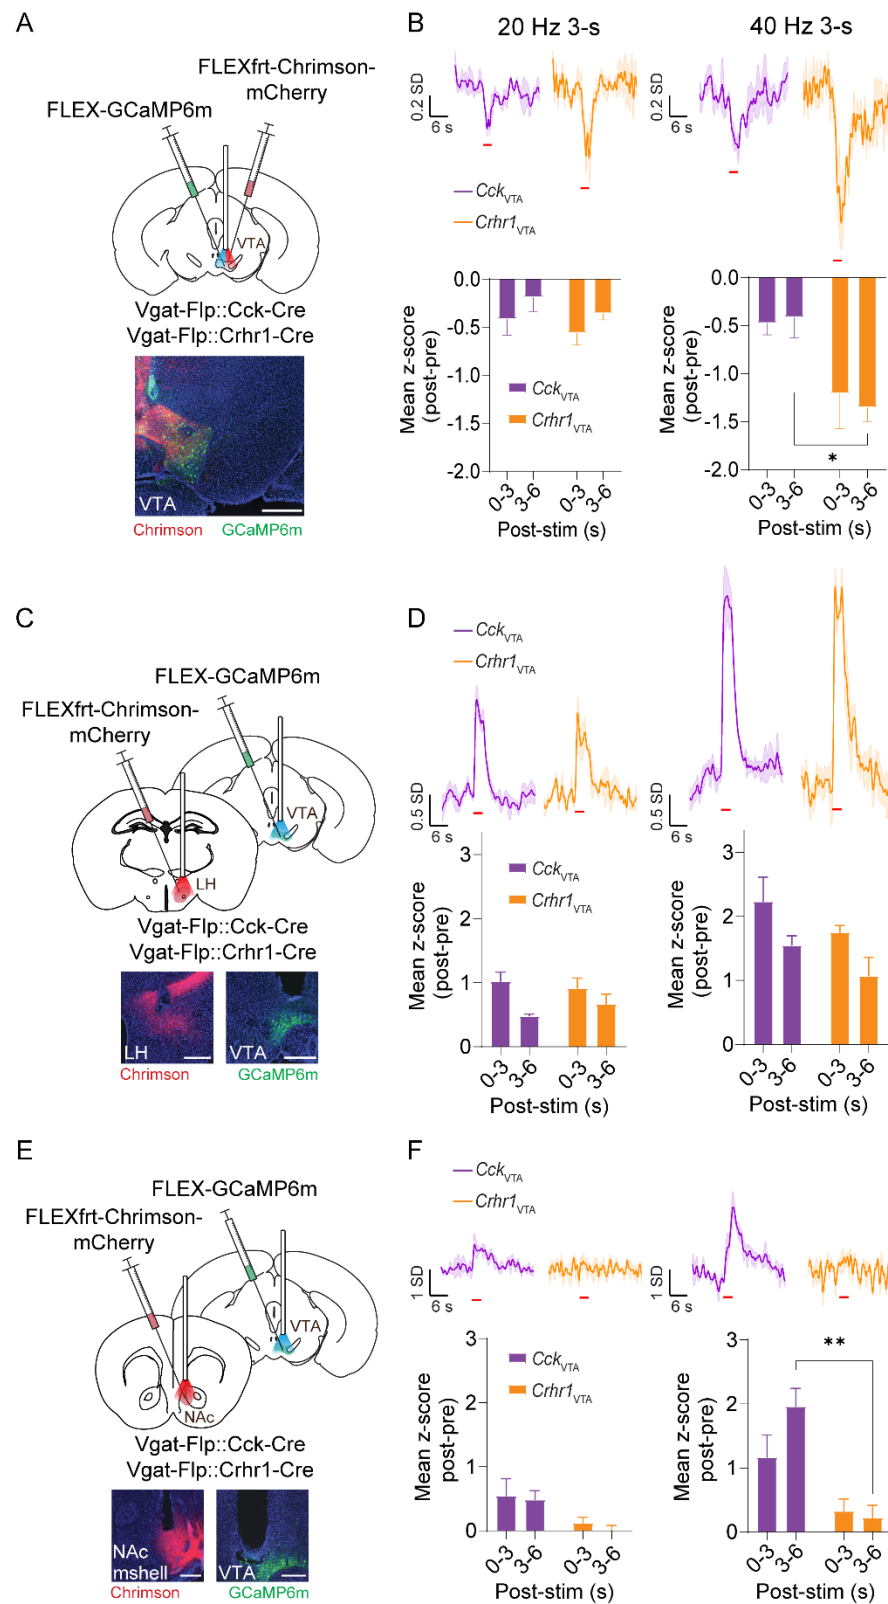 A
FLEXfrt-Chrimson-
mCherry
FLEX-GCaMP6m
VTA
Vgat-Flp::Cck-Cre
Vgat-Flp::Crhr1-Cre
VTA
Chrimson GCaMP6m
B
20 Hz 3-s 40 Hz 3-s
0.2 SD
6 s
0.2 SD
6 s
CckVTA
Crhr1VTA
0.0
-0.5
-1.0
-1.5
-2.0
Mean z-score
(post-pre)
CckVTA
Crhr1VTA
0-3 3-6 0-3 3-6
Post-stim (s)
0.0
-0.5
-1.0
-1.5
-2.0
Mean z-score
(post-pre)
*
0-3 3-6 0-3 3-6
Post-stim (s)
C
FLEX-GCaMP6m
FLEXfrt-Chrimson-
mCherry
VTA
LH
Vgat-Flp::Cck-Cre
Vgat-Flp::Crhr1-Cre
LH VTA
Chrimson GCaMP6m
D
CckVTA
Crhr1VTA
0.5 SD
6 s
0.5 SD
6 s
3
2
1
0
Mean z-score
(post-pre)
CckVTA
Crhr1VTA
0-3 3-6 0-3 3-6
Post-stim (s)
3
2
1
0
Mean z-score
(post-pre)
0-3 3-6 0-3 3-6
Post-stim (s)
E
FLEX-GCaMP6m
FLEXfrt-Chrimson-
mCherry
VTA
NAc
Vgat-Flp::Cck-Cre
Vgat-Flp::Crhr1-Cre
NAc
mshell VTA
Chrimson GCaMP6m
F
CckVTA
Crhr1VTA
1 SD
6 s
1 SD
6 s
3
2
1
0
Mean z-score
post-pre)
CckVTA
Crhr1VTA
0-3 3-6 0-3 3-6
Post-stim (s)
3
2
1
0
Mean z-score
(post-pre)
**
0-3 3-6 0-3 3-6
Post-stim (s)